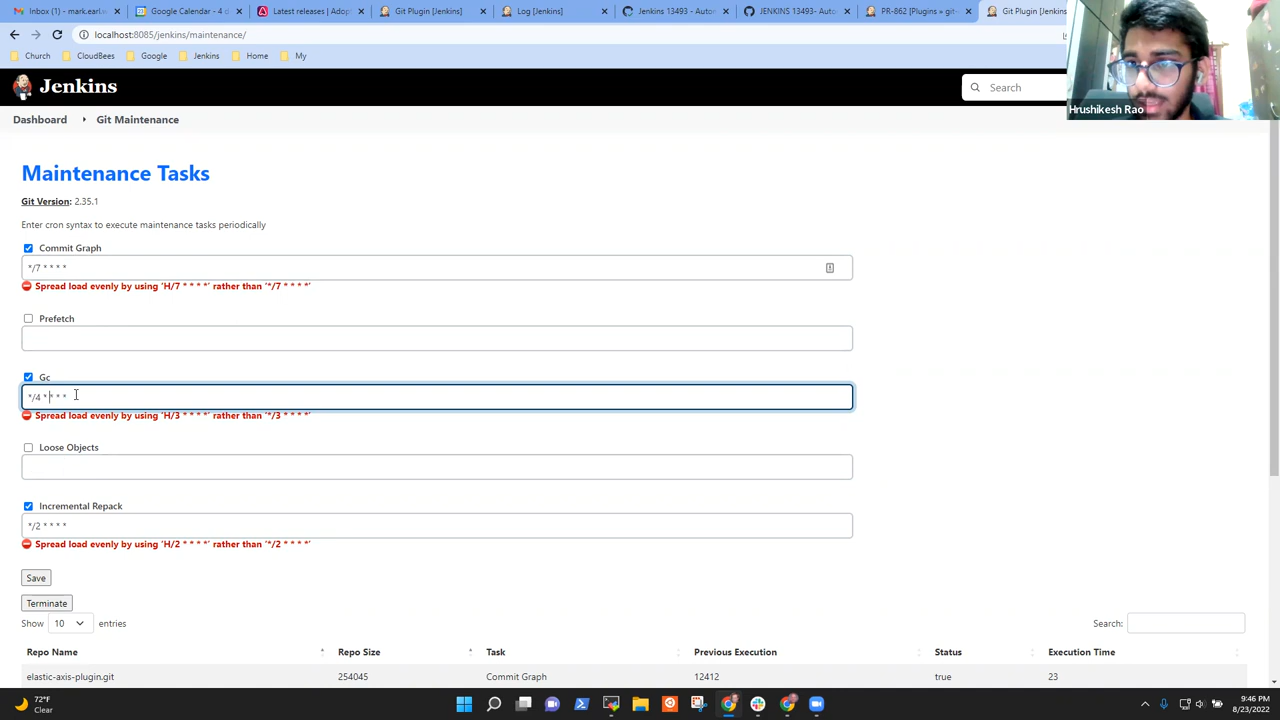 Inbox (1) - mark.earl
Google Calendar - 4 d
Latest releases | Adop
Git Plugin [Jenkins]
Log [Jenkins]
Jenkins 13493 - Autom
JENKINS 13493- Autom
PR-862 [Plugins » git-
Git Plugin [Jenkins
localhost:8085/jenkins/maintenance/
Church
CloudBees
Google
Jenkins
Home
My
Jenkins
Search
Hrushikesh Rao
Dashboard
Git Maintenance
Maintenance Tasks
Git Version: 2.35.1
Enter cron syntax to execute maintenance tasks periodically
Commit Graph
*/7 * * * *
Spread load evenly by using ‘H/7 * * * *’ rather than ‘*/7 * * * *’
Prefetch
Gc
*/4 * * * *
Spread load evenly by using ‘H/3 * * * *’ rather than ‘*/3 * * * *’
Loose Objects
Incremental Repack
*/2 * * * *
Spread load evenly by using ‘H/2 * * * *’ rather than ‘*/2 * * * *’
Save
Terminate
Show 10 entries
Search:
Repo Name Repo Size Task Previous Execution Status Execution Time
elastic-axis-plugin.git 254045 Commit Graph 12412 true 23
72°F
Clear
9:46 PM
8/23/2022